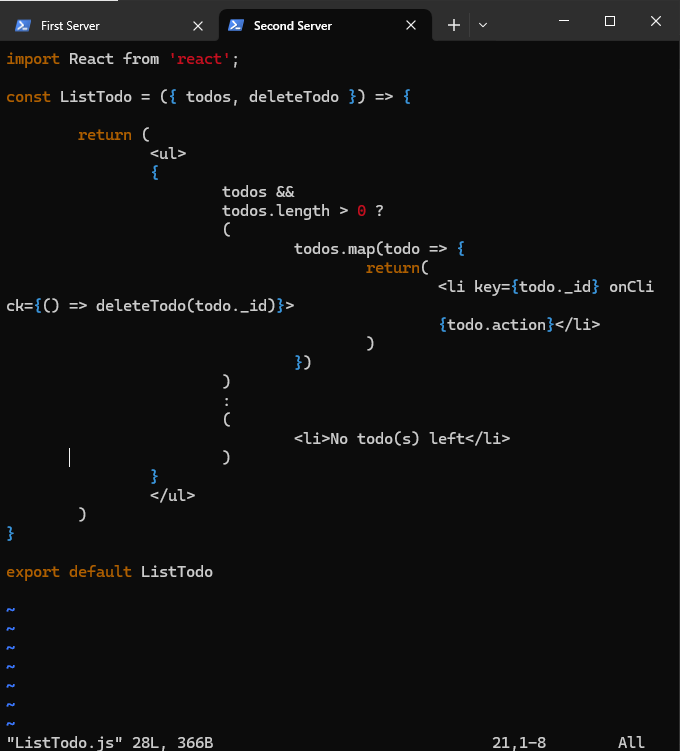 First Server
Second Server
import React from 'react';
const ListTodo = ({ todos, deleteTodo }) => {
return (
<ul>
{
todos &&
todos.length > 0 ?
(
todos.map(todo => {
return(
<li key={todo._id} onCli
ck={() => deleteTodo(todo._id)}>
{todo.action}</li>
)
})
)
:
(
<li>No todo(s) left</li>
)
}
</ul>
)
}
export default ListTodo
~
~
~
~
~
~
~
"ListTodo.js" 28L, 366B 21,1-8 All